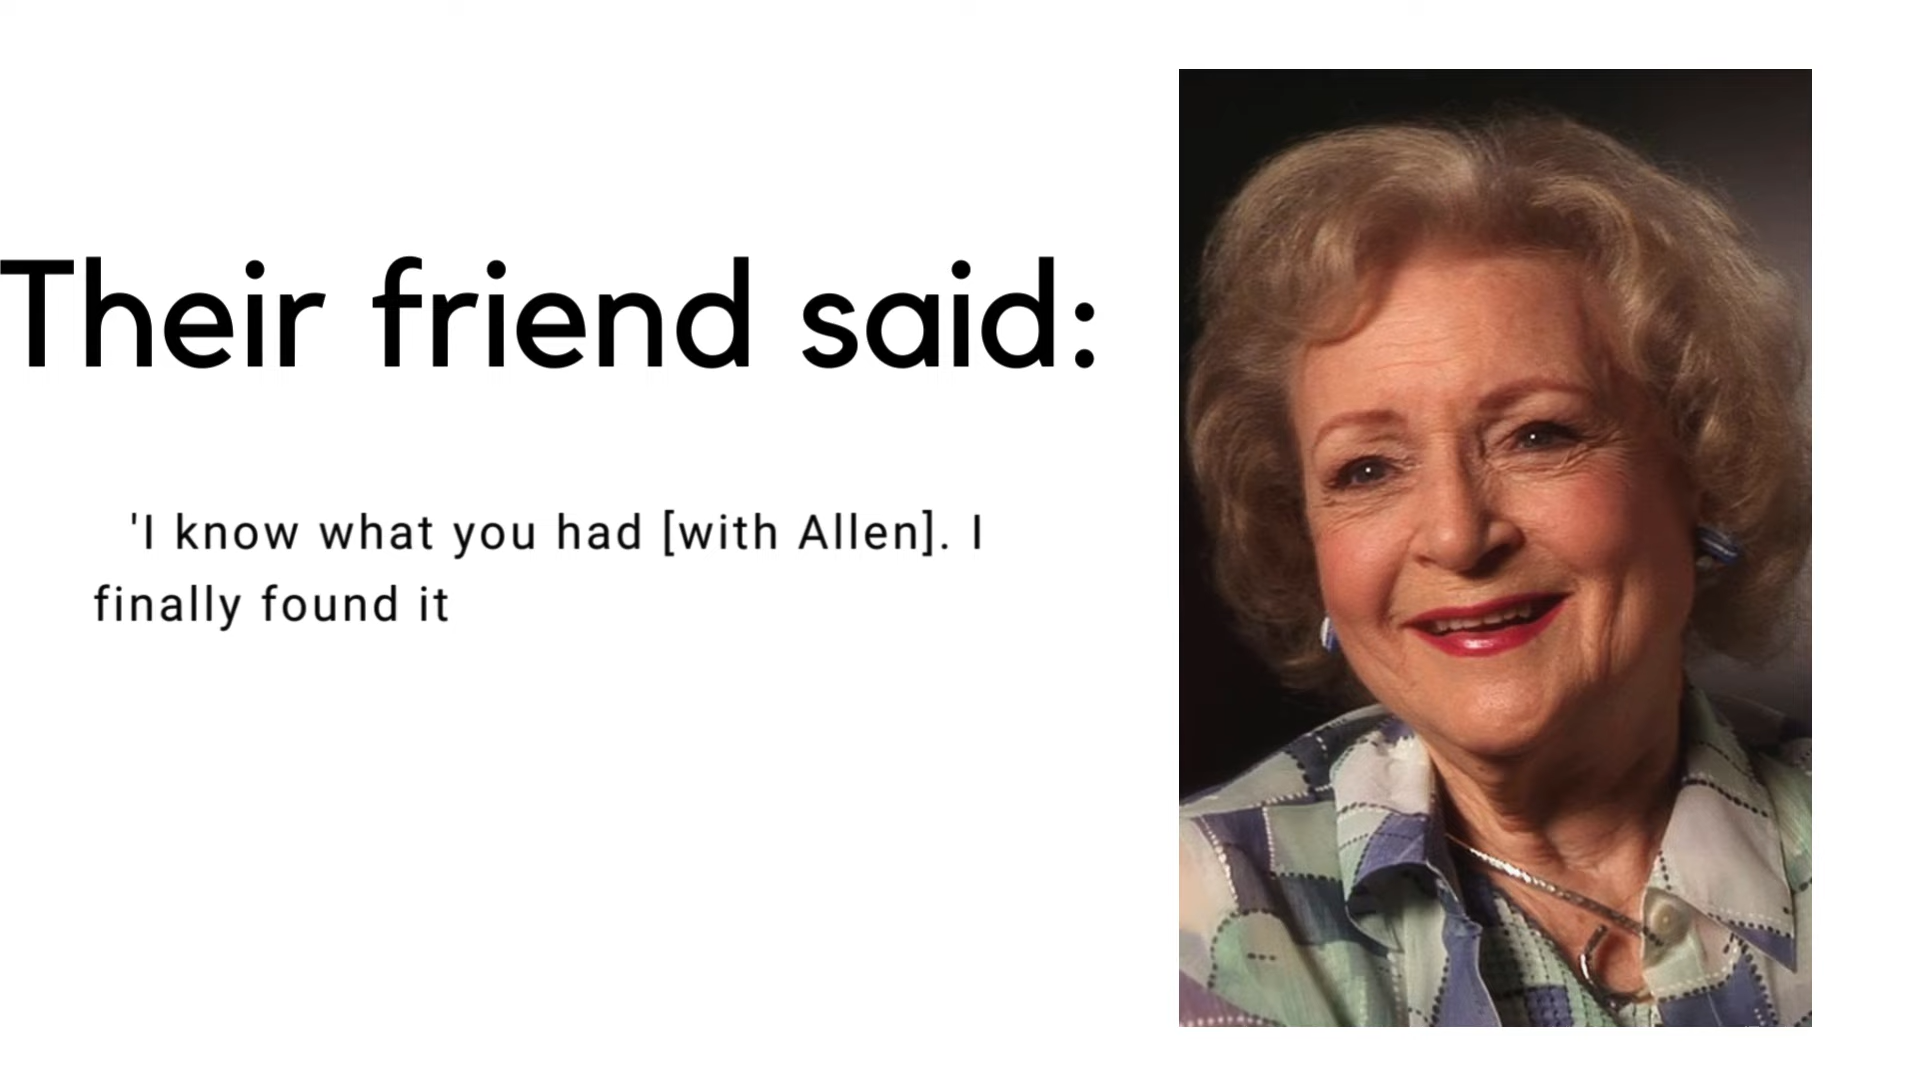 Their friend said:
'I know what you had [with Allen]. I
finally found it